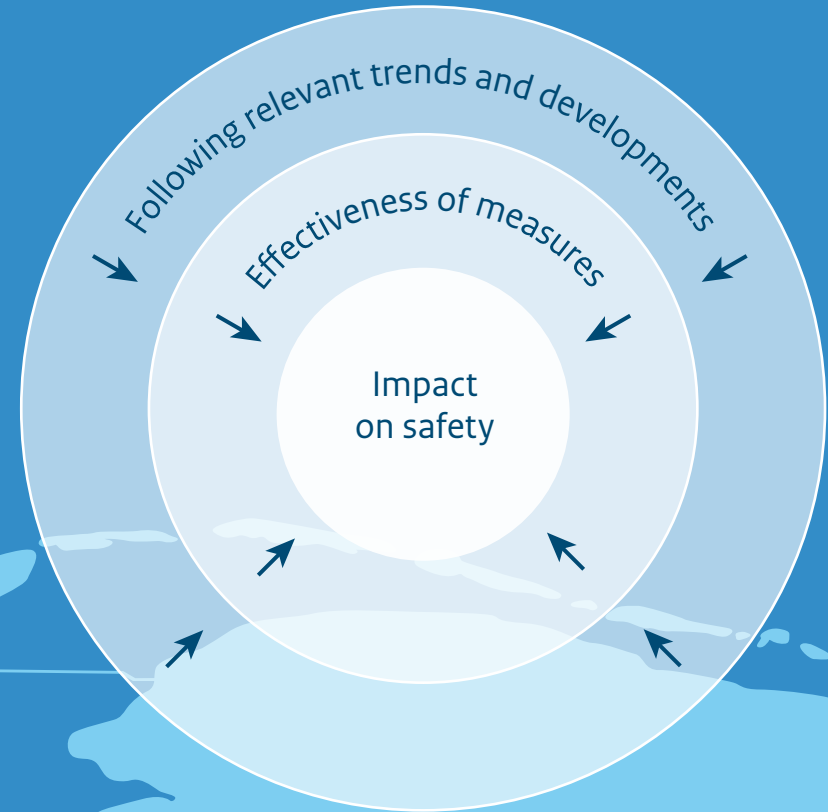 Following relevant trends and developments
Effectiveness of measures
Impact
on safety